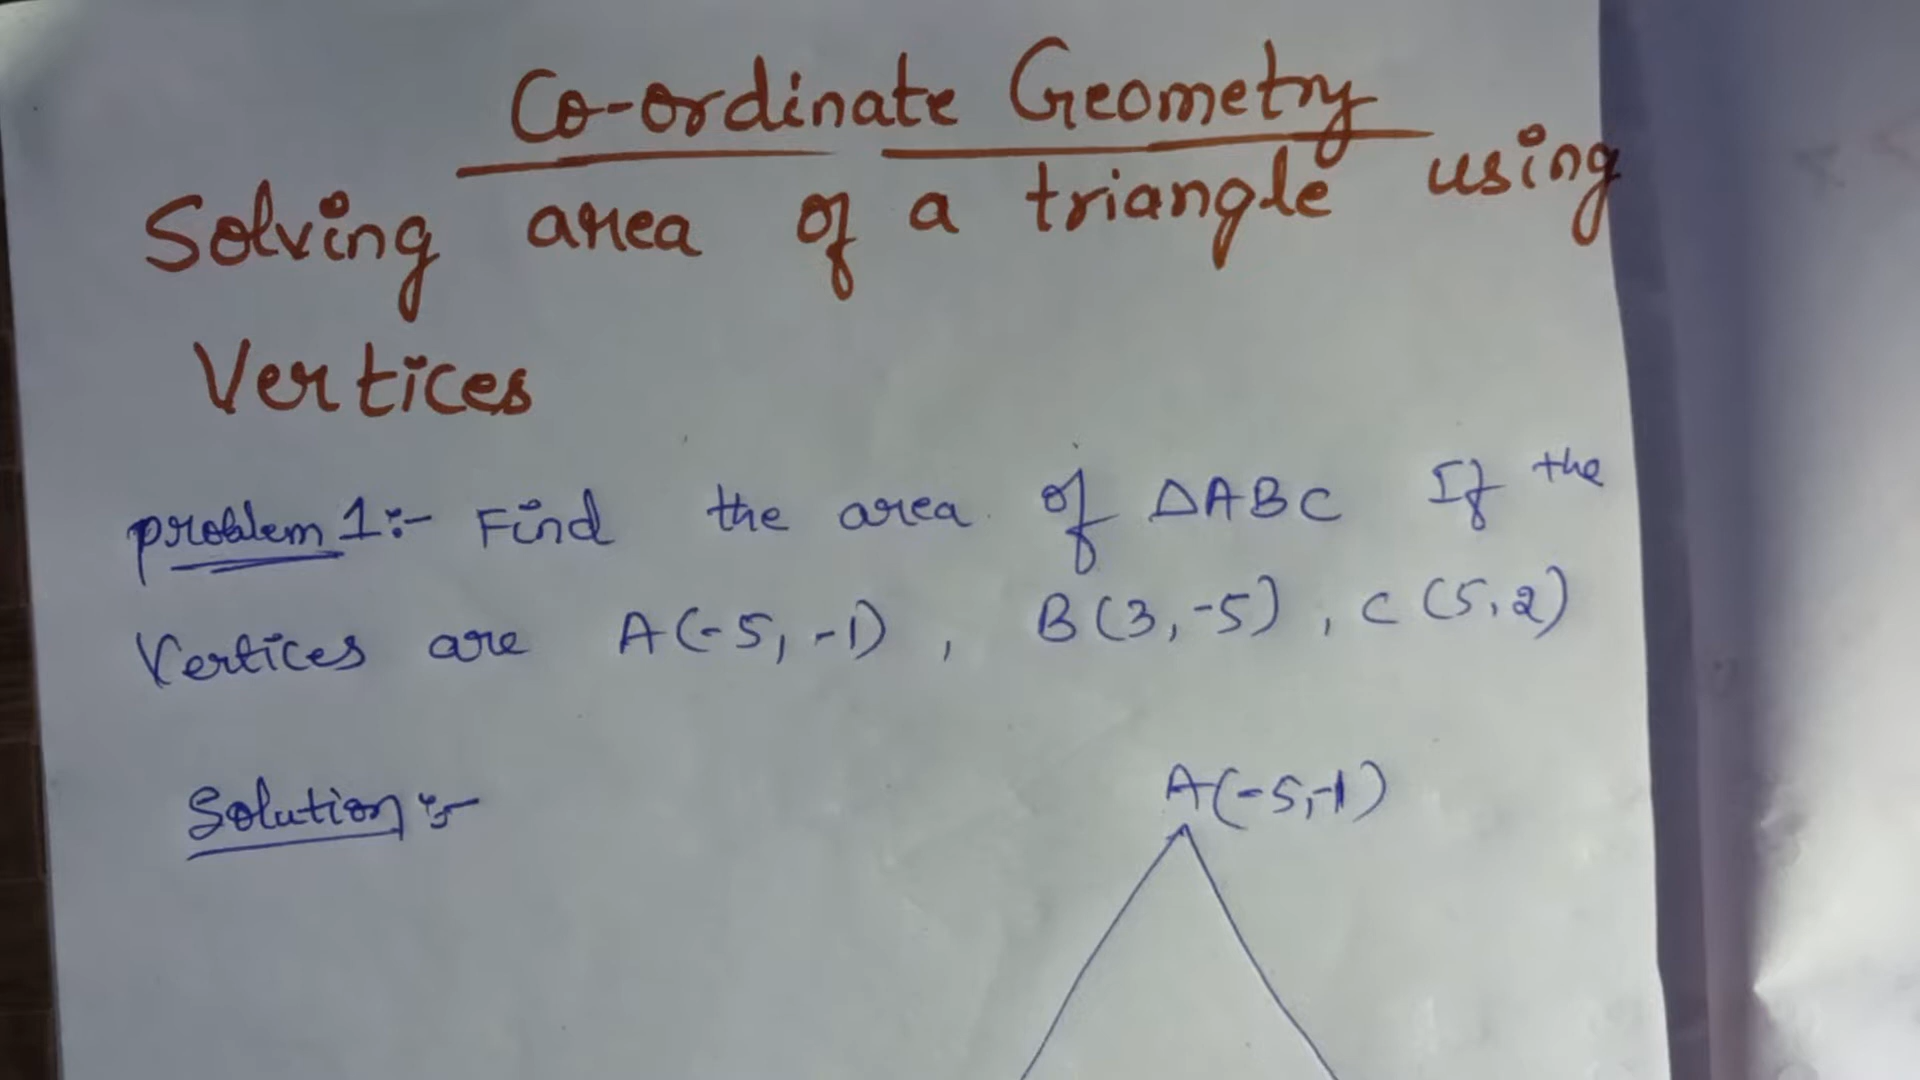 Co-ordinate Geometry
Solving area of a triangle using
Vertices
problem 1:- Find the area of ΔABC If the
Vertices are A(-5, -1), B(3, -5), C(5, 2)
Solution :-
A(-5,-1)